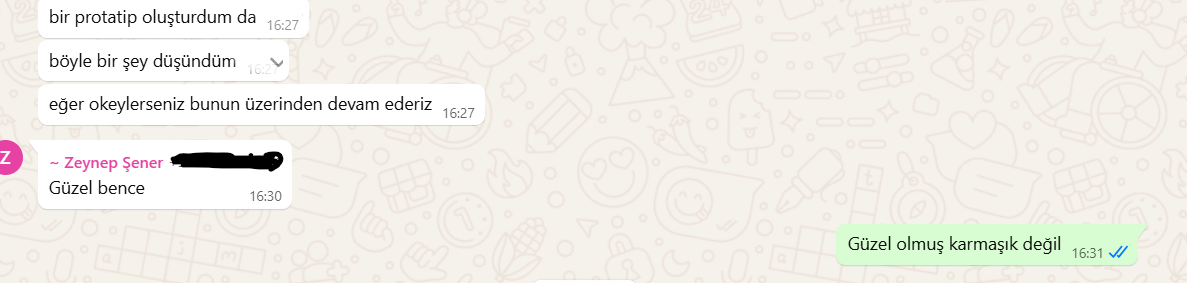 bir protatip oluşturdum da 16:27
böyle bir şey düşündüm 16:27
eğer okeylerseniz bunun üzerinden devam ederiz 16:27
Z
~ Zeynep Şener
Güzel bence 16:30
Güzel olmuş karmaşık değil 16:31